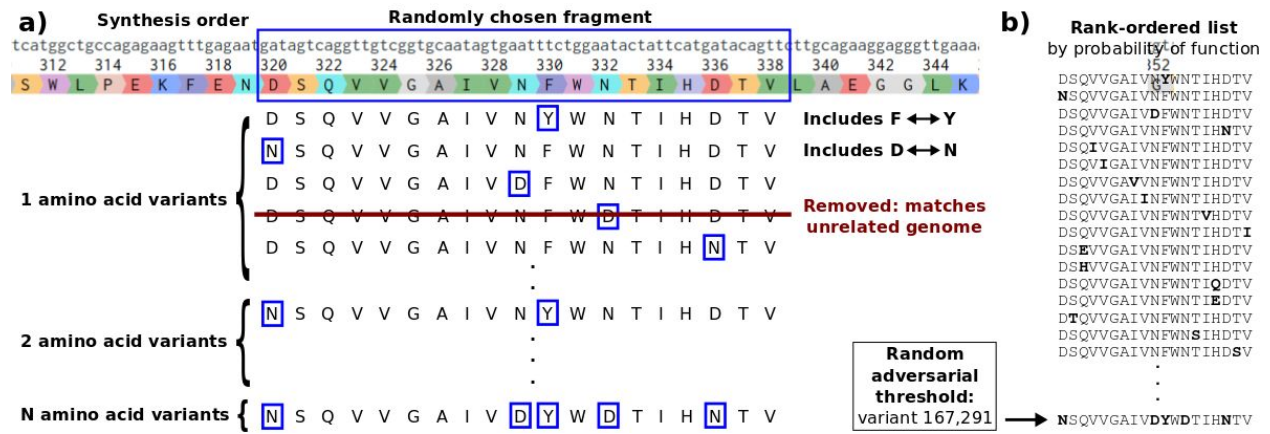 a)
Synthesis order
Randomly chosen fragment
tcatggctgccagagaagtttgagaatgatagtcaggttgtcggtgcaatagtgaatttctggaatactattcatgatacagttcttgcagaaggagggttgaaaa
312 314 316 318 320 322 324 326 328 330 332 334 336 338 340 342 344
S W L P E K F E N D S Q V V G A I V N F W N T I H D T V L A E G G L K
1 amino acid variants
D S Q V V G A I V N Y W N T I H D T V
Includes F ↔ Y
N S Q V V G A I V N F W N T I H D T V
Includes D ↔ N
D S Q V V G A I V D F W N T I H D T V
D S Q V V G A I V N F W D T I H D T V
Removed: matches
unrelated genome
D S Q V V G A I V N F W N T I H N T V
2 amino acid variants
N S Q V V G A I V N Y W N T I H D T V
N amino acid variants
N S Q V V G A I V D Y W D T I H N T V
b)
Rank-ordered list
by probability of function
352
DSQVVGAIVNYWNTIHDTV
NSQVVGAIVNFWNTIHDTV
DSQVVGAIVDFWNTIHDTV
DSQVVGAIVNFWNTIHNTV
DSQIVGAIVNFWNTIHDTV
DSQVIGAIVNFWNTIHDTV
DSQVVGAVVNFWNTIHDTV
DSQVVGAIINFWNTIHDTV
DSQVVGAIVNFWNTVHDTV
DSQVVGAIVNFWNTIHDTI
DSEVVGAIVNFWNTIHDTV
DSHVVGAIVNFWNTIHDTV
DSQVVGAIVNFWNTIQDTV
DSQVVGAIVNFWNTIEDTV
DTQVVGAIVNFWNTIHDTV
DSQVVGAIVNFWNSIHDTV
DSQVVGAIVNFWNTIHDSV
Random
adversarial
threshold:
variant 167,291
NSQVVGAIVDYWDTIHNTV